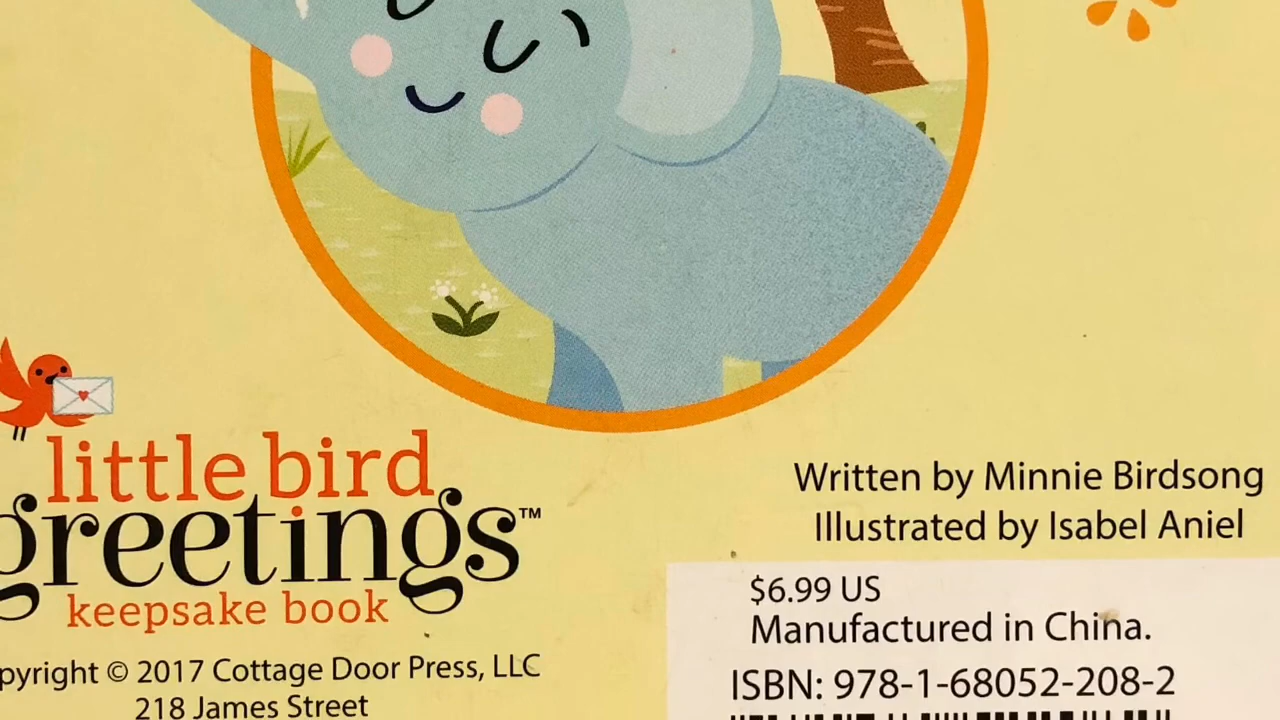 little bird
greetings™
keepsake book
pyright © 2017 Cottage Door Press, LLC
218 James Street
Written by Minnie Birdsong
Illustrated by Isabel Aniel
$6.99 US
Manufactured in China.
ISBN: 978-1-68052-208-2